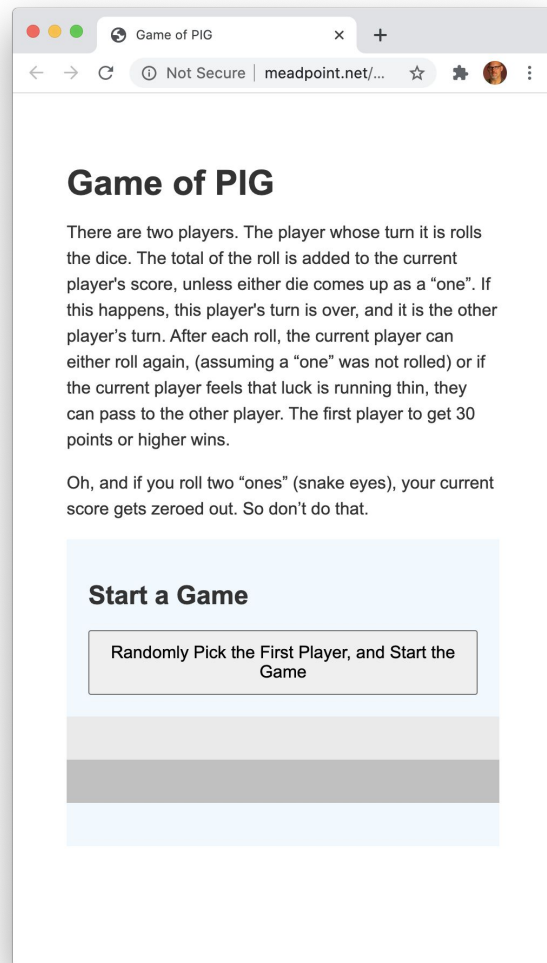 Game of PIG
Not Secure | meadpoint.net/...
Game of PIG
There are two players. The player whose turn it is rolls
the dice. The total of the roll is added to the current
player's score, unless either die comes up as a “one”. If
this happens, this player's turn is over, and it is the other
player’s turn. After each roll, the current player can
either roll again, (assuming a “one” was not rolled) or if
the current player feels that luck is running thin, they
can pass to the other player. The first player to get 30
points or higher wins.
Oh, and if you roll two “ones” (snake eyes), your current
score gets zeroed out. So don’t do that.
Start a Game
Randomly Pick the First Player, and Start the
Game